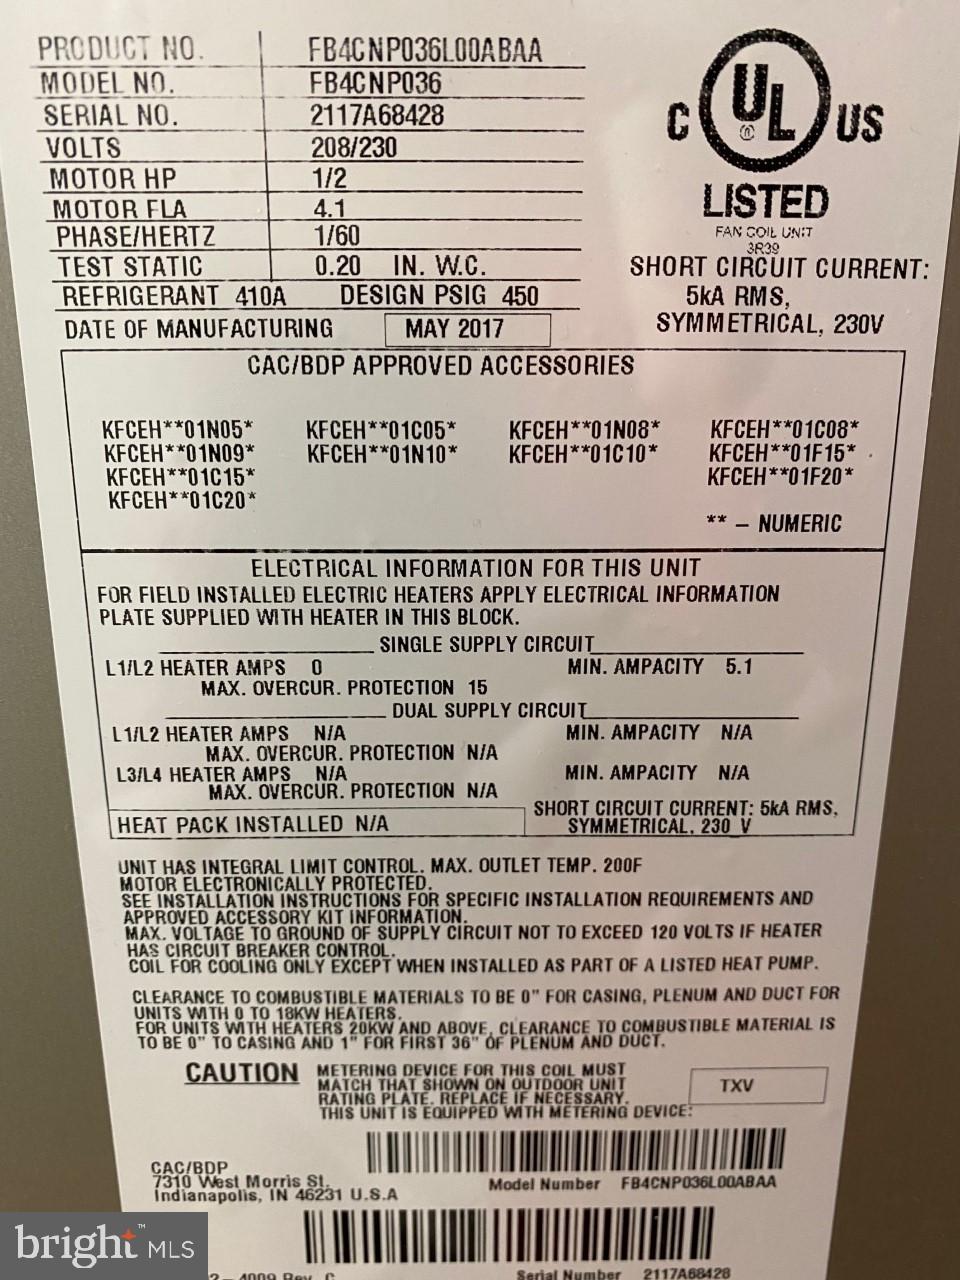 PRODUCT NO. FB4CNP036L00ABAA
MODEL NO. FB4CNP036
SERIAL NO. 2117A68428
VOLTS 208/230
MOTOR HP 1/2
MOTOR FLA 4.1
PHASE/HERTZ 1/60
TEST STATIC 0.20 IN. W.C.
REFRIGERANT 410A DESIGN PSIG 450
DATE OF MANUFACTURING MAY 2017
C UL US
LISTED
FAN COIL UNIT
3R39
SHORT CIRCUIT CURRENT:
5kA RMS,
SYMMETRICAL, 230V
CAC/BDP APPROVED ACCESSORIES
KFCEH**01N05* KFCEH**01C05* KFCEH**01N08* KFCEH**01C08*
KFCEH**01N09* KFCEH**01N10* KFCEH**01C10* KFCEH**01F15*
KFCEH**01C15* KFCEH**01F20*
KFCEH**01C20*
** – NUMERIC
ELECTRICAL INFORMATION FOR THIS UNIT
FOR FIELD INSTALLED ELECTRIC HEATERS APPLY ELECTRICAL INFORMATION
PLATE SUPPLIED WITH HEATER IN THIS BLOCK.
SINGLE SUPPLY CIRCUIT
L1/L2 HEATER AMPS 0 MIN. AMPACITY 5.1
MAX. OVERCUR. PROTECTION 15
DUAL SUPPLY CIRCUIT
L1/L2 HEATER AMPS N/A MIN. AMPACITY N/A
MAX. OVERCUR. PROTECTION N/A
L3/L4 HEATER AMPS N/A MIN. AMPACITY N/A
MAX. OVERCUR. PROTECTION N/A
HEAT PACK INSTALLED N/A
SHORT CIRCUIT CURRENT: 5kA RMS,
SYMMETRICAL. 230 V
UNIT HAS INTEGRAL LIMIT CONTROL. MAX. OUTLET TEMP. 200F
MOTOR ELECTRONICALLY PROTECTED.
SEE INSTALLATION INSTRUCTIONS FOR SPECIFIC INSTALLATION REQUIREMENTS AND
APPROVED ACCESSORY KIT INFORMATION.
MAX. VOLTAGE TO GROUND OF SUPPLY CIRCUIT NOT TO EXCEED 120 VOLTS IF HEATER
HAS CIRCUIT BREAKER CONTROL.
COIL FOR COOLING ONLY EXCEPT WHEN INSTALLED AS PART OF A LISTED HEAT PUMP.
CLEARANCE TO COMBUSTIBLE MATERIALS TO BE 0" FOR CASING, PLENUM AND DUCT FOR
UNITS WITH 0 TO 18KW HEATERS.
FOR UNITS WITH HEATERS 20KW AND ABOVE, CLEARANCE TO COMBUSTIBLE MATERIAL IS
TO BE 0" TO CASING AND 1" FOR FIRST 36" OF PLENUM AND DUCT.
CAUTION
METERING DEVICE FOR THIS COIL MUST
MATCH THAT SHOWN ON OUTDOOR UNIT
RATING PLATE. REPLACE IF NECESSARY.
THIS UNIT IS EQUIPPED WITH METERING DEVICE:
TXV
CAC/BDP
7310 West Morris St.
Indianapolis, IN 46231 U.S.A
Model Number FB4CNP036L00ABAA
4009 Rev. C
Serial Number 2117A68428
bright™ MLS